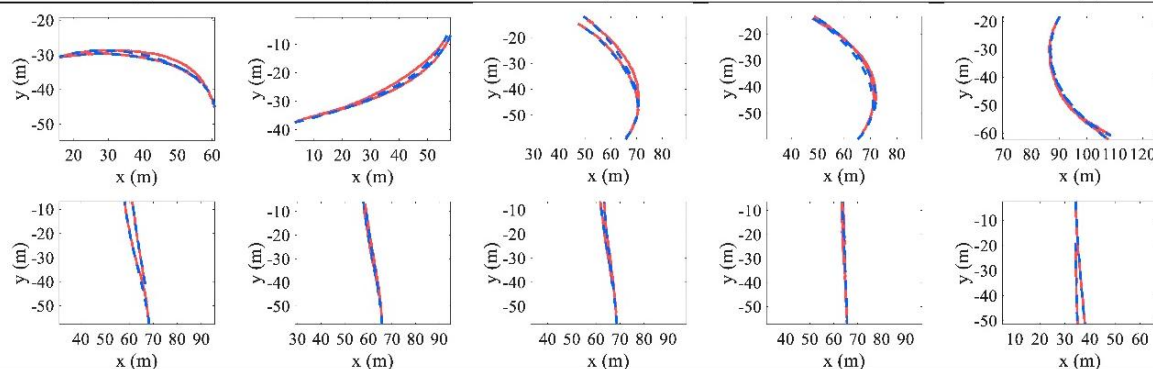 -20 -30 -40 -50 y (m) 20 30 40 50 60 x (m)
-10 -20 -30 -40 y (m) 10 20 30 40 50 x (m)
-20 -30 -40 -50 y (m) 30 40 50 60 70 80 x (m)
-20 -30 -40 -50 -60 y (m) 40 50 60 70 80 x (m)
-20 -30 -40 -50 -60 y (m) 70 80 90 100 110 120 x (m)
-10 -20 -30 -40 -50 y (m) 40 50 60 70 80 90 x (m)
-10 -20 -30 -40 -50 y (m) 30 40 50 60 70 80 90 x (m)
-10 -20 -30 -40 -50 y (m) 40 50 60 70 80 90 x (m)
-10 -20 -30 -40 -50 y (m) 40 50 60 70 80 90 x (m)
-10 -20 -30 -40 -50 y (m) 10 20 30 40 50 60 x (m)